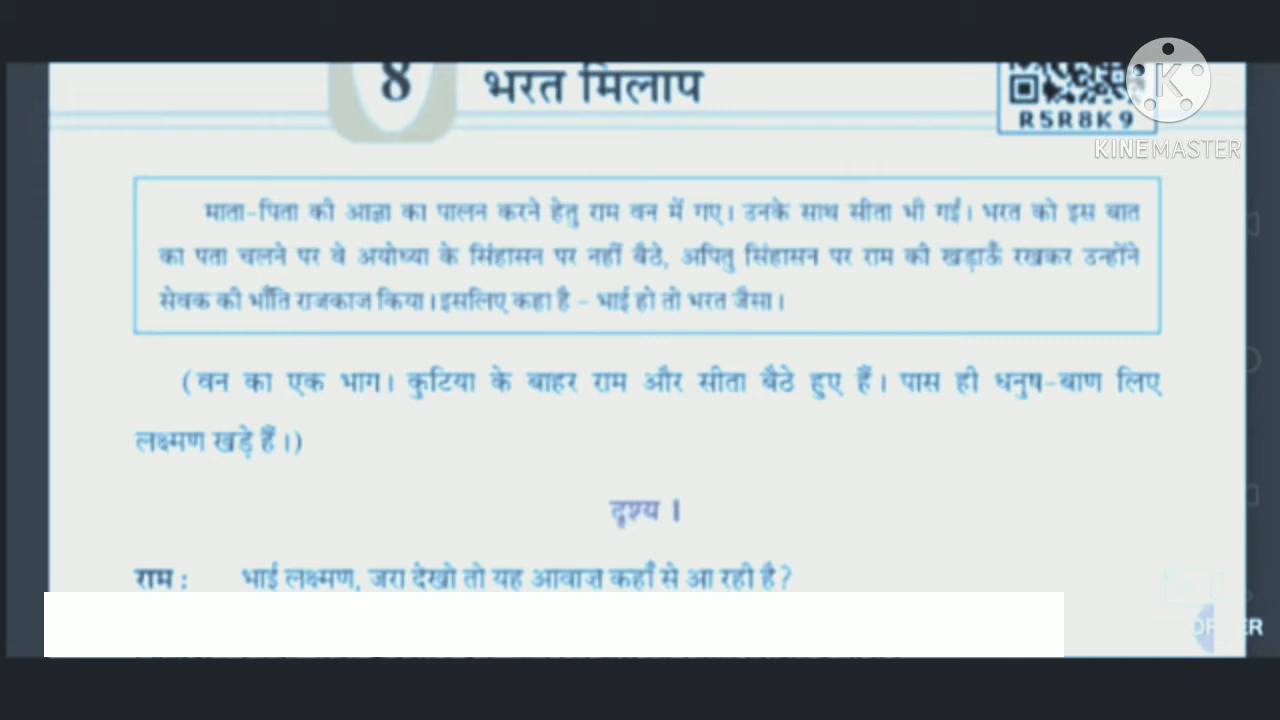 8 भरत मिलाप
R5R8K9
KINEMASTER
माता-पिता की आज्ञा का पालन करने हेतु राम वन में गए। उनके साथ सीता भी गईं। भरत को इस बात
का पता चलने पर वे अयोध्या के सिंहासन पर नहीं बैठे, अपितु सिंहासन पर राम की खड़ाऊँ रखकर उन्होंने
सेवक की भाँति राजकाज किया। इसलिए कहा है - भाई हो तो भरत जैसा।
(वन का एक भाग। कुटिया के बाहर राम और सीता बैठे हुए हैं। पास ही धनुष-बाण लिए
लक्ष्मण खड़े हैं।)
दृश्य I
राम : भाई लक्ष्मण, जरा देखो तो यह आवाज कहाँ से आ रही है?